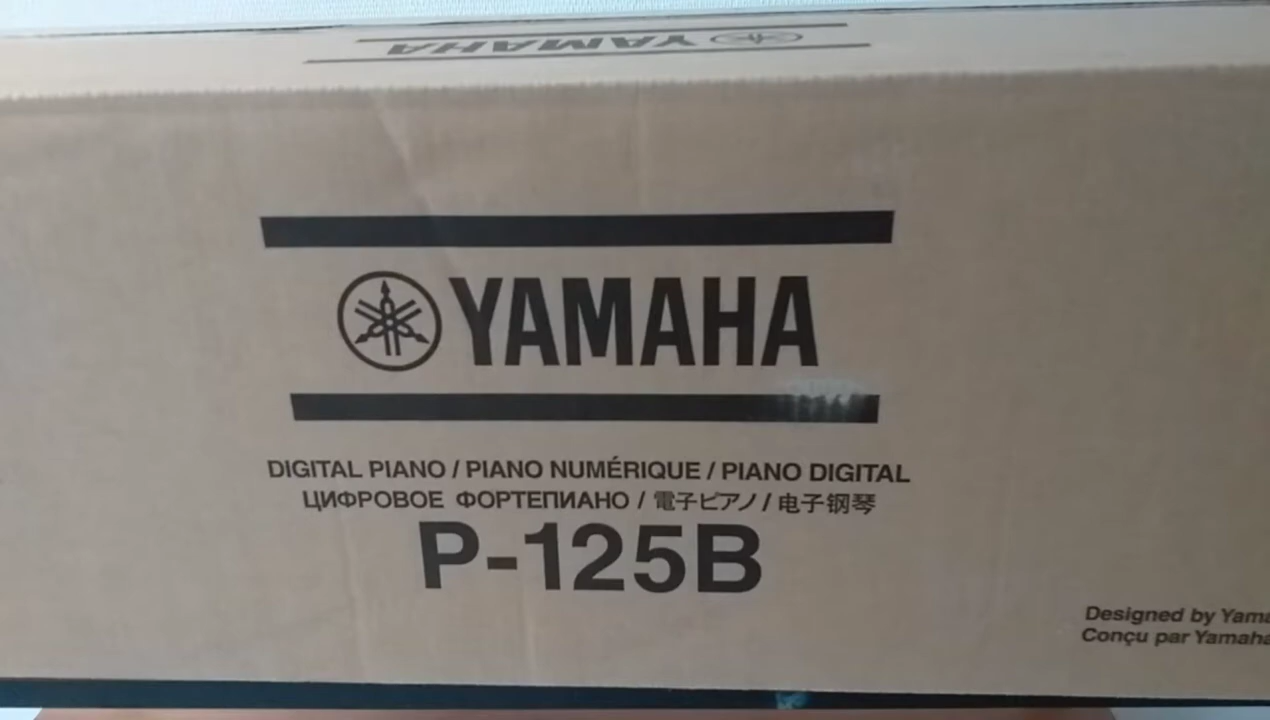 YAMAHA
YAMAHA
DIGITAL PIANO / PIANO NUMÉRIQUE / PIANO DIGITAL
ЦИФРОВОЕ ФОРТЕПИАНО / 電子ピアノ / 电子钢琴
P-125B
Designed by Yama
Conçu par Yamaha